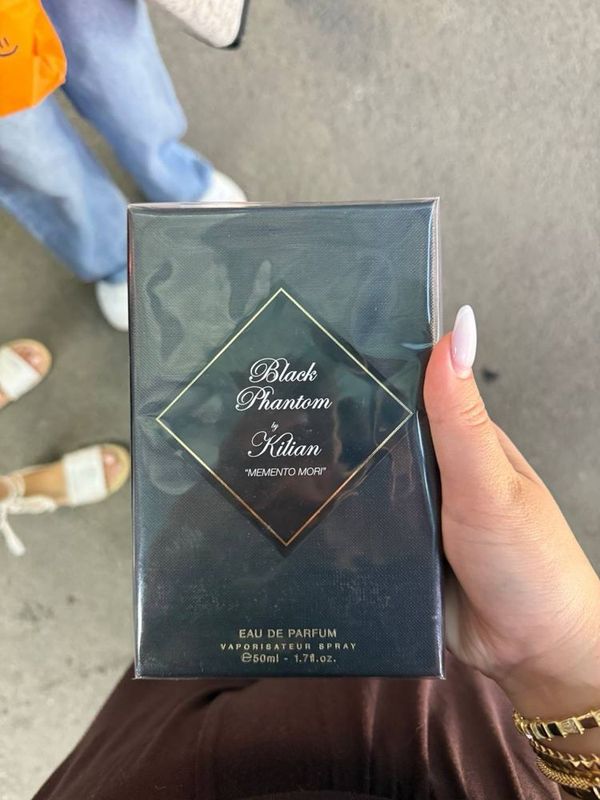 Black
Phantom
by
Kilian
"MEMENTO MORI"
EAU DE PARFUM
VAPORISATEUR SPRAY
℮50ml - 1.7fl.oz.